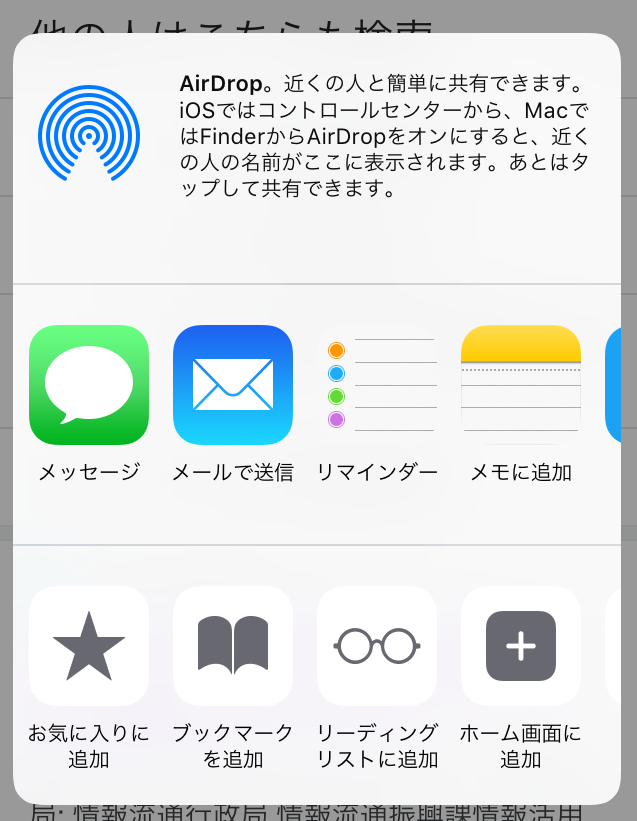 他の人はこちらも検索
AirDrop。近くの人と簡単に共有できます。
iOSではコントロールセンターから、Macで
はFinderからAirDropをオンにすると、近く
の人の名前がここに表示されます。あとはタ
ップして共有できます。
メッセージ
メールで送信
リマインダー
メモに追加
お気に入りに
追加
ブックマーク
を追加
リーディング
リストに追加
ホーム画面に
追加
局: 情報流通行政局 情報流通振興課情報活用